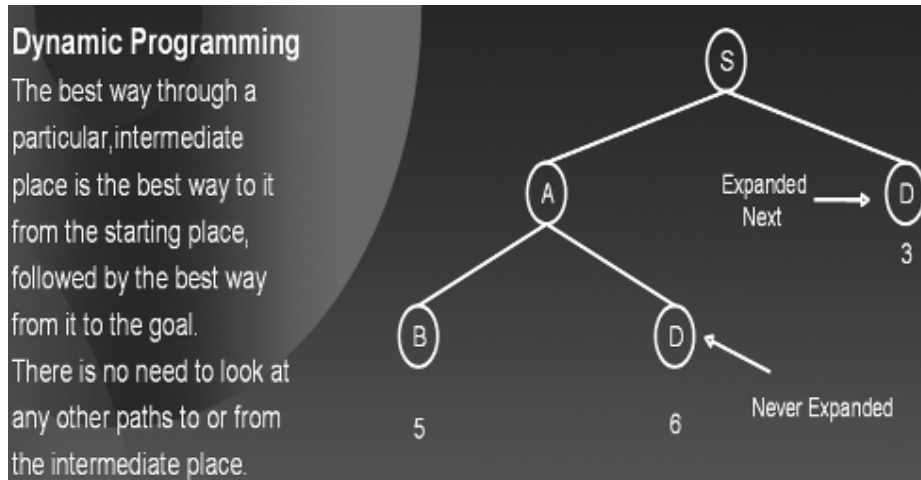 Dynamic Programming
The best way through a
particular,intermediate
place is the best way to it
from the starting place,
followed by the best way
from it to the goal.
There is no need to look at
any other paths to or from
the intermediate place.
S
A
Expanded
Next
D
3
B
D
5
6
Never Expanded